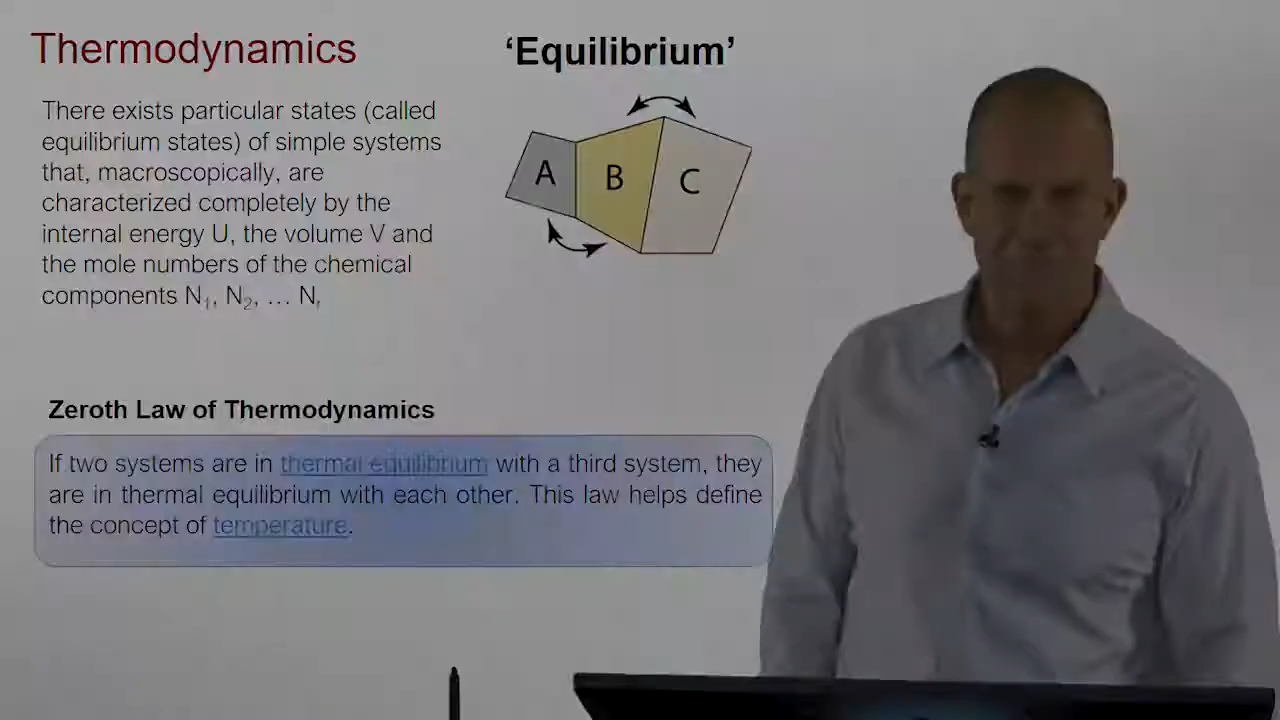 Thermodynamics
There exists particular states (called
equilibrium states) of simple systems
that, macroscopically, are
characterized completely by the
internal energy U, the volume V and
the mole numbers of the chemical
components N₁, N₂, … Nᵣ
‘Equilibrium’
A B C
Zeroth Law of Thermodynamics
If two systems are in thermal equilibrium with a third system, they
are in thermal equilibrium with each other. This law helps define
the concept of temperature.